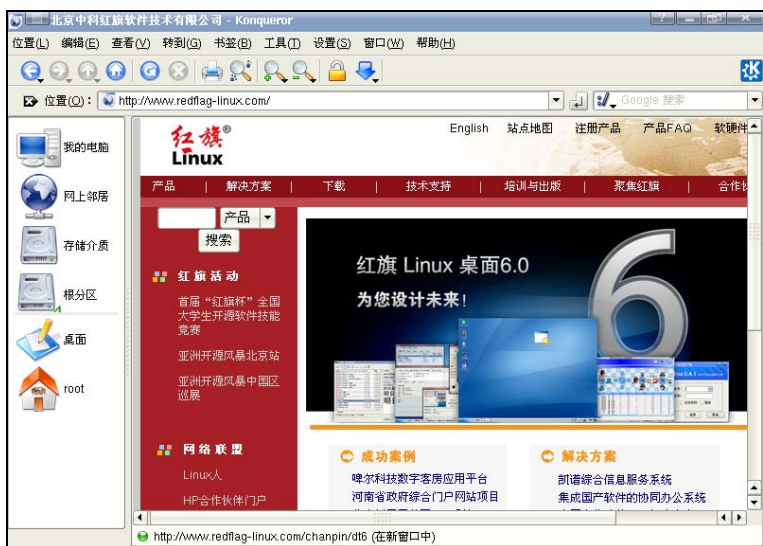 北京中科红旗软件技术有限公司 - Konqueror
位置(L) 编辑(E) 查看(V) 转到(G) 书签(B) 工具(T) 设置(S) 窗口(W) 帮助(H)
位置(O)： http://www.redflag-linux.com/ Google 搜索
我的电脑
网上邻居
存储介质
根分区
桌面
root
红旗®
Linux
English 站点地图 注册产品 产品FAQ 软硬件
产品 | 解决方案 | 下载 | 技术支持 | 培训与出版 | 聚焦红旗 | 合作伙
产品
搜索
红旗活动
首届“红旗杯”全国
大学生开源软件技能
竞赛
亚洲开源风暴北京站
亚洲开源风暴中国区
巡展
网络联盟
Linux人
HP合作伙伴门户
红旗 Linux 桌面6.0
为您设计未来!
6
成功案例
啤尔科技数字客房应用平台
河南省政府综合门户网站项目
解决方案
凯谱综合信息服务系统
集成国产软件的协同办公系统
http://www.redflag-linux.com/chanpin/dt6 (在新窗口中)